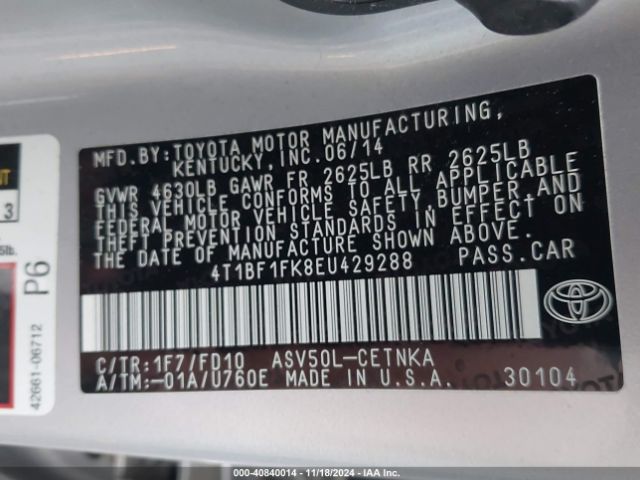 MFD. BY: TOYOTA MOTOR MANUFACTURING,
KENTUCKY, INC. 06/14
GVWR 4630LB GAWR FR 2625LB RR 2625LB
THIS VEHICLE CONFORMS TO ALL APPLICABLE
FEDERAL MOTOR VEHICLE SAFETY, BUMPER, AND
THEFT PREVENTION STANDARDS IN EFFECT ON
THE DATE OF MANUFACTURE SHOWN ABOVE.
4T1BF1FK8EU429288 PASS. CAR
C/TR: 1F7/FD10 ASV50L-CETNKA
A/TM: -01A/U760E MADE IN U.S.A. 30104
TOYOTA
3
5lb.
P6
42661-06712
000-40840014 - 11/18/2024 - IAA Inc.